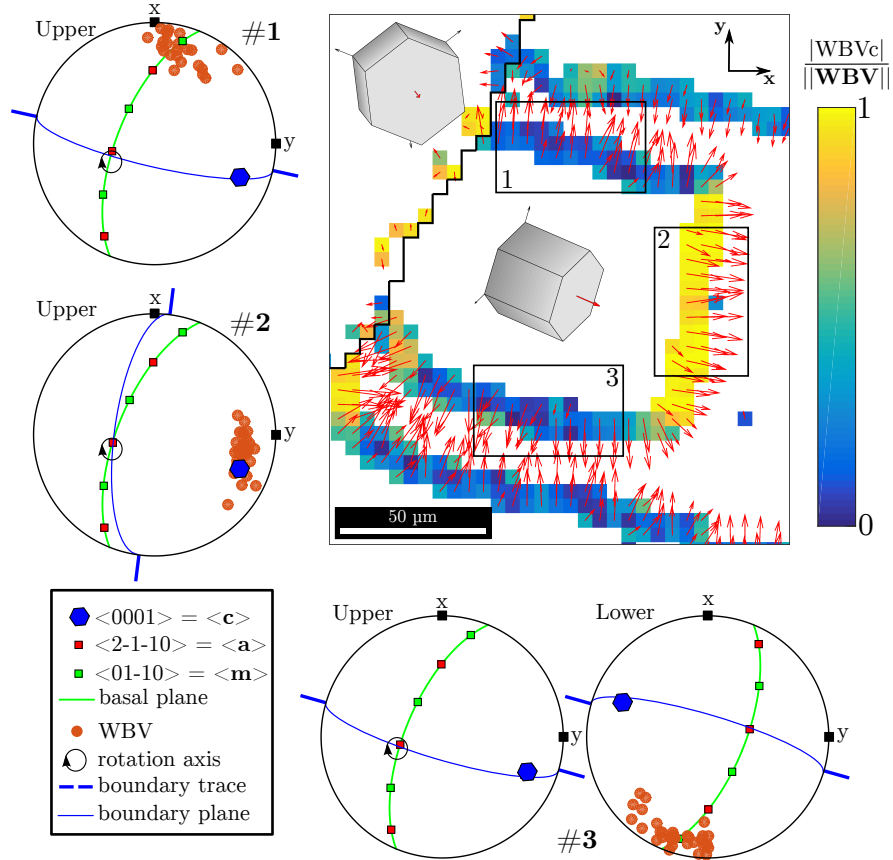 Upper
x
#1
y
Upper
x
#2
y
y
x
1
2
3
50 µm
|WBVc|
||WBV||
1
0
<0001> = <c>
<2-1-10> = <a>
<01-10> = <m>
basal plane
WBV
rotation axis
boundary trace
boundary plane
Upper
x
y
#3
Lower
x
y